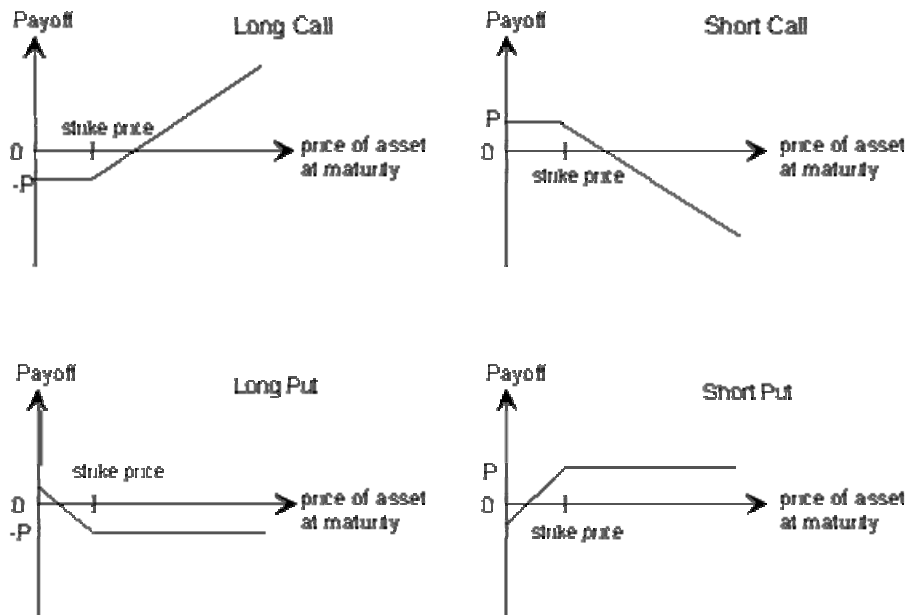 Payoff
Long Call
strike price
0
price of asset
at maturity
-P
Payoff
Short Call
P
0
price of asset
at maturity
strike price
Payoff
Long Put
strike price
0
price of asset
at maturity
-P
Payoff
Short Put
P
0
price of asset
at maturity
strike price